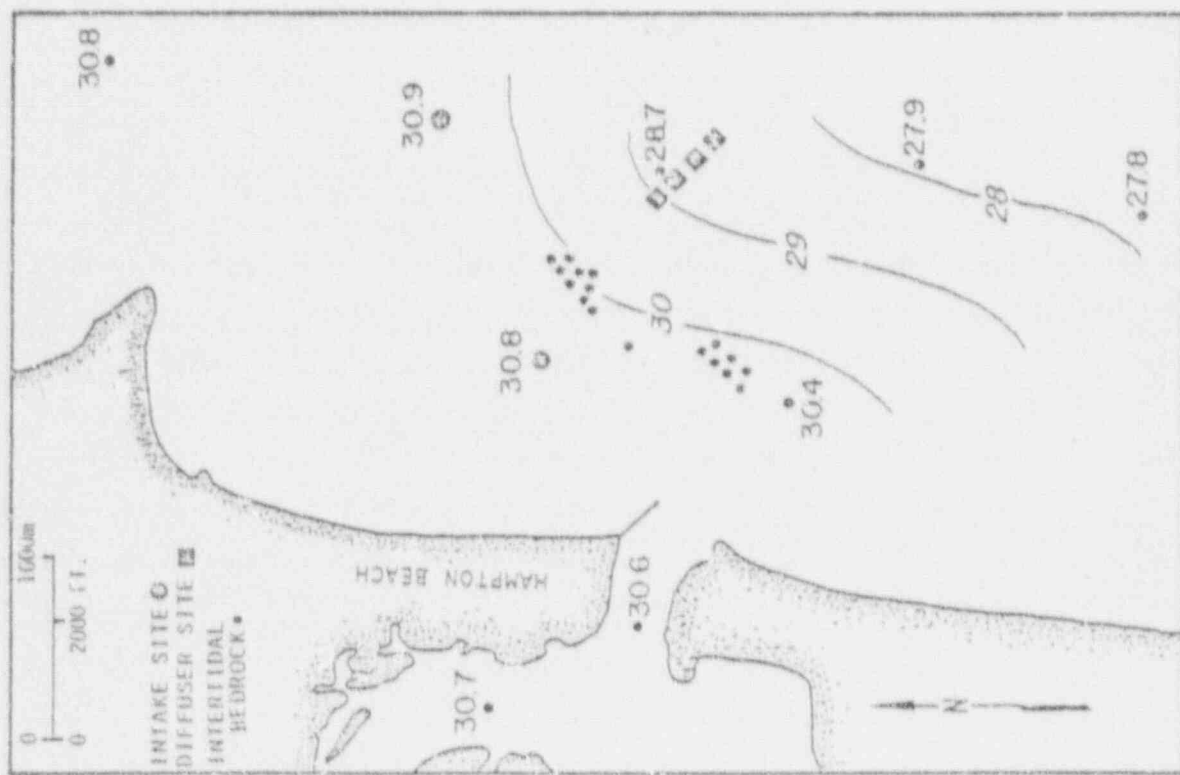 0 1600m
0 2000 FT.
INTAKE SITE
DIFFUSER SITE
INTERTIDAL
BEDROCK
HAMPTON BEACH
30.8
30.9
30.8
28.7
30
29
28
27.9
27.8
30.4
30.6
30.7
N